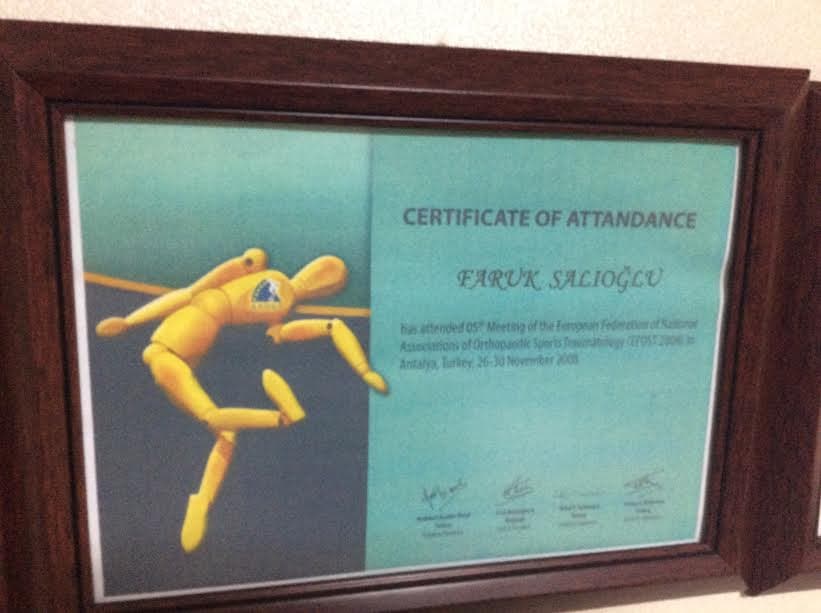 CERTIFICATE OF ATTANDANCE
FARUK SALIOĞLU
has attended 05th Meeting of the European Federation of National
Associations of Orthopaedic Sports Traumatology (EFOST 2008) in
Antalya, Turkey, 26-30 November 2008